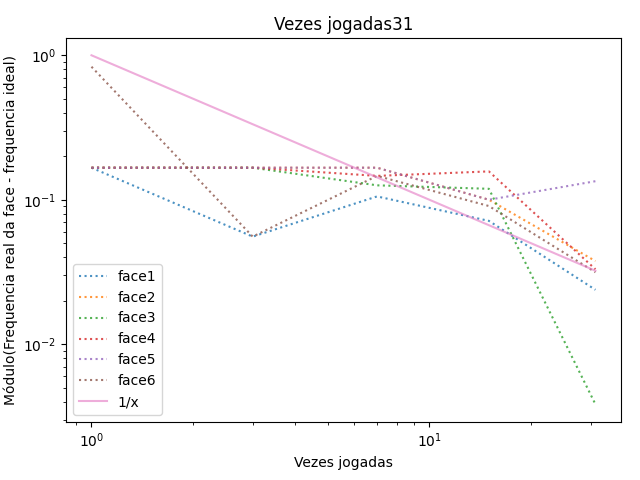 Vezes jogadas31
Módulo(Frequencia real da face - frequencia ideal)
10⁰
10⁻¹
10⁻²
face1
face2
face3
face4
face5
face6
1/x
10⁰
10¹
Vezes jogadas